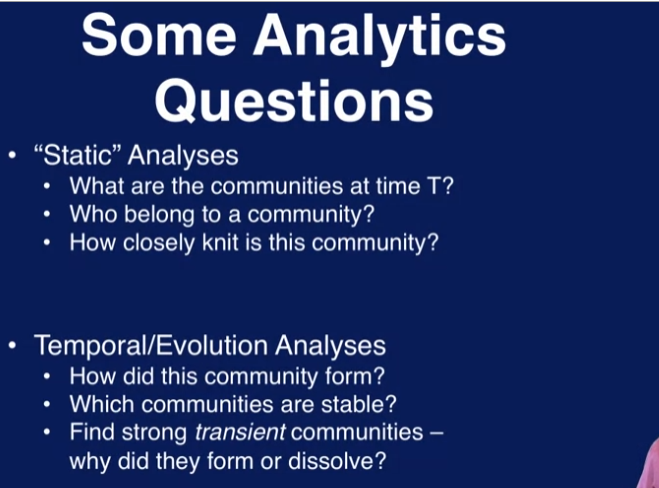 Some Analytics
Questions
• “Static” Analyses
• What are the communities at time T?
• Who belong to a community?
• How closely knit is this community?
• Temporal/Evolution Analyses
• How did this community form?
• Which communities are stable?
• Find strong transient communities –
why did they form or dissolve?